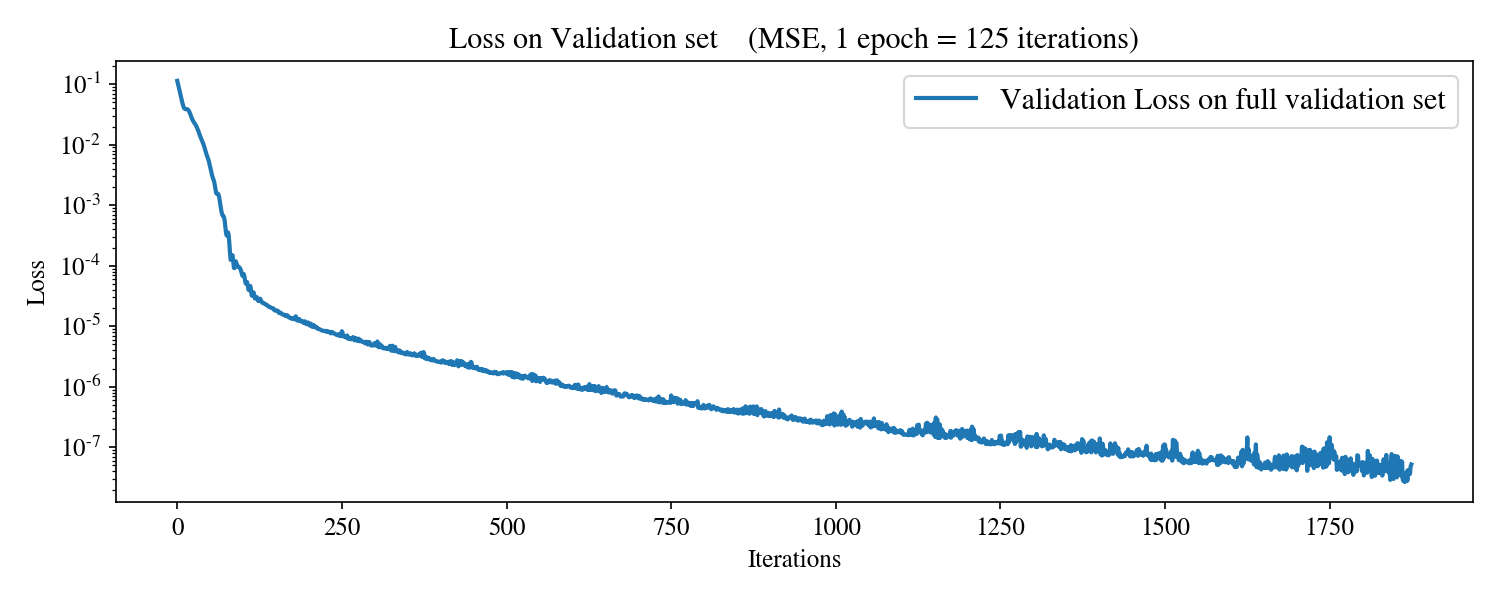 Loss on Validation set (MSE, 1 epoch = 125 iterations)
Validation Loss on full validation set
Loss
10^-1
10^-2
10^-3
10^-4
10^-5
10^-6
10^-7
0 250 500 750 1000 1250 1500 1750
Iterations